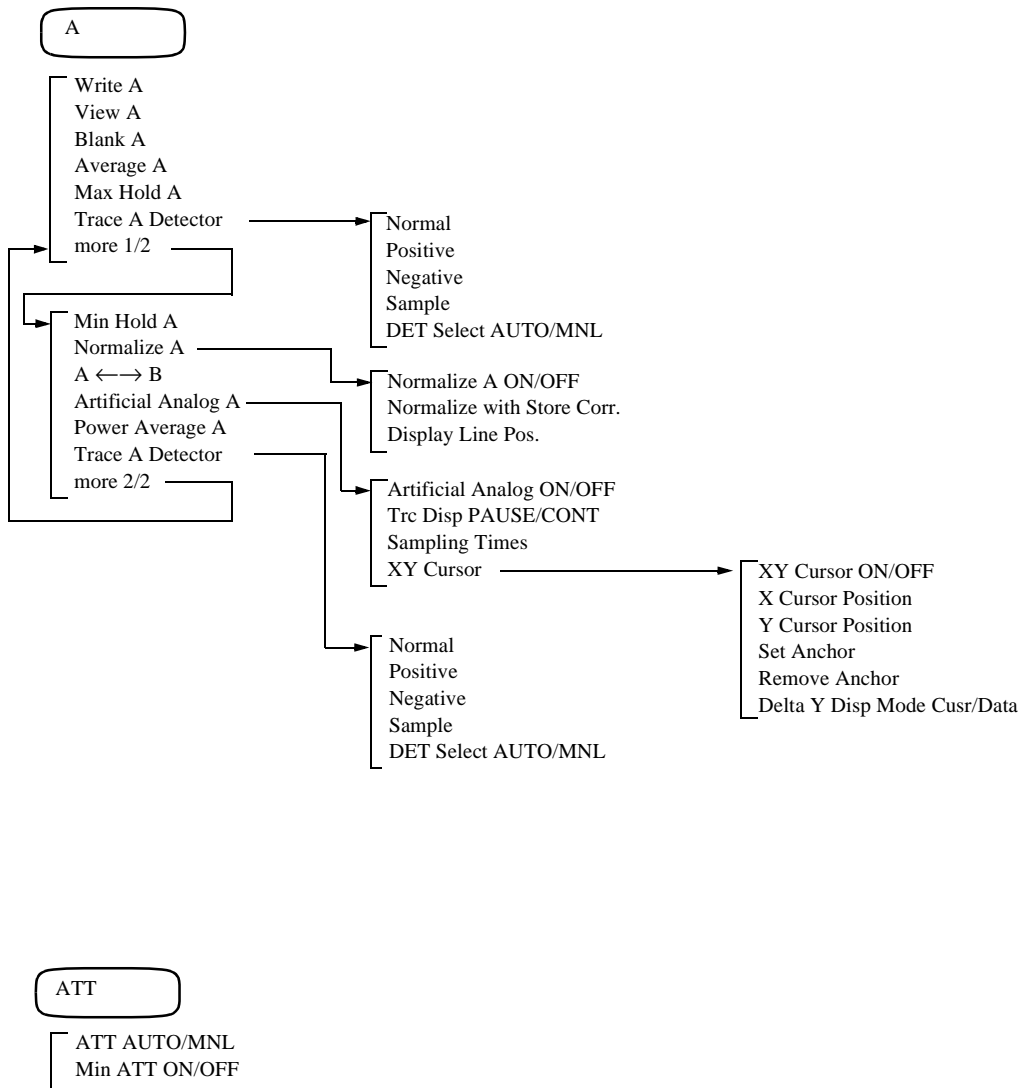 A
Write A
View A
Blank A
Average A
Max Hold A
Trace A Detector
more 1/2
Normal
Positive
Negative
Sample
DET Select AUTO/MNL
Min Hold A
Normalize A
A ←→ B
Artificial Analog A
Power Average A
Trace A Detector
more 2/2
Normalize A ON/OFF
Normalize with Store Corr.
Display Line Pos.
Artificial Analog ON/OFF
Trc Disp PAUSE/CONT
Sampling Times
XY Cursor
XY Cursor ON/OFF
X Cursor Position
Y Cursor Position
Set Anchor
Remove Anchor
Delta Y Disp Mode Cusr/Data
Normal
Positive
Negative
Sample
DET Select AUTO/MNL
ATT
ATT AUTO/MNL
Min ATT ON/OFF